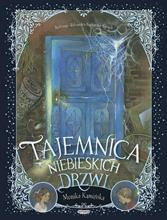 TAJEMNICA
NIEBIESKICH
DRZWI
Monika Kamińska